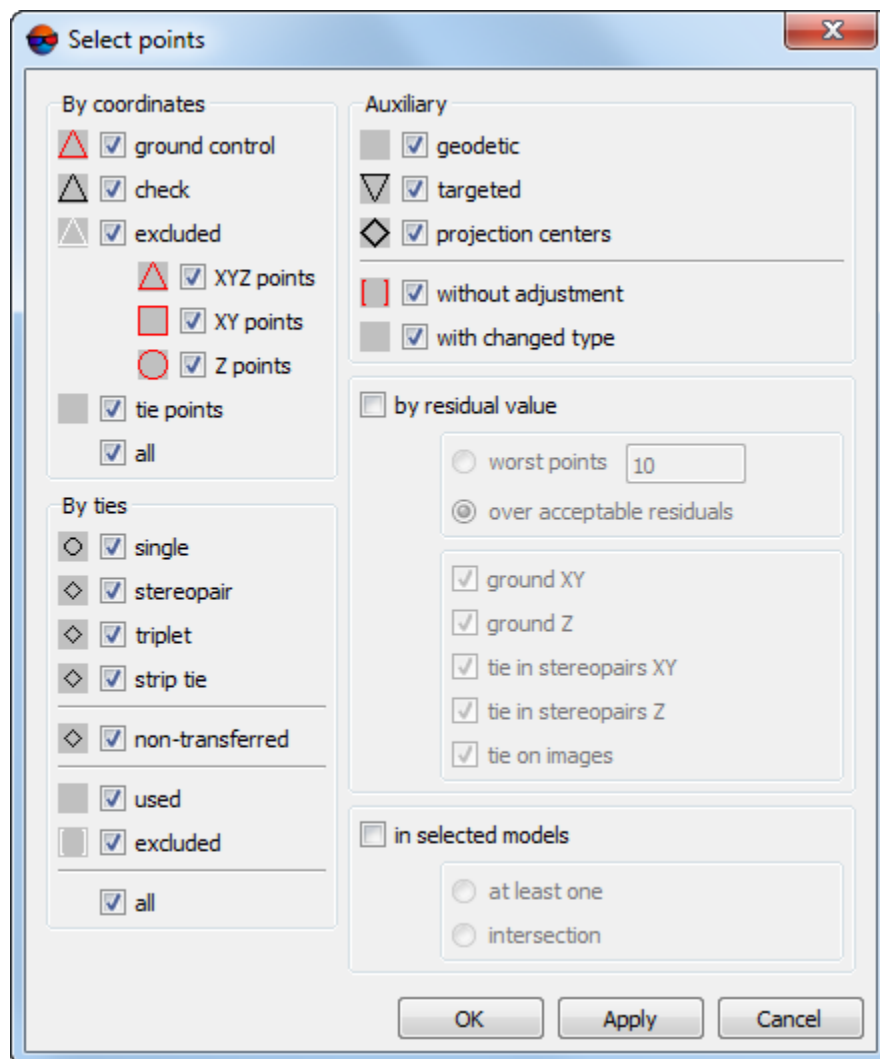 Select points
By coordinates
ground control
check
excluded
XYZ points
XY points
Z points
tie points
all
By ties
single
stereopair
triplet
strip tie
non-transferred
used
excluded
all
Auxiliary
geodetic
targeted
projection centers
without adjustment
with changed type
by residual value
worst points 10
over acceptable residuals
ground XY
ground Z
tie in stereopairs XY
tie in stereopairs Z
tie on images
in selected models
at least one
intersection
OK Apply Cancel